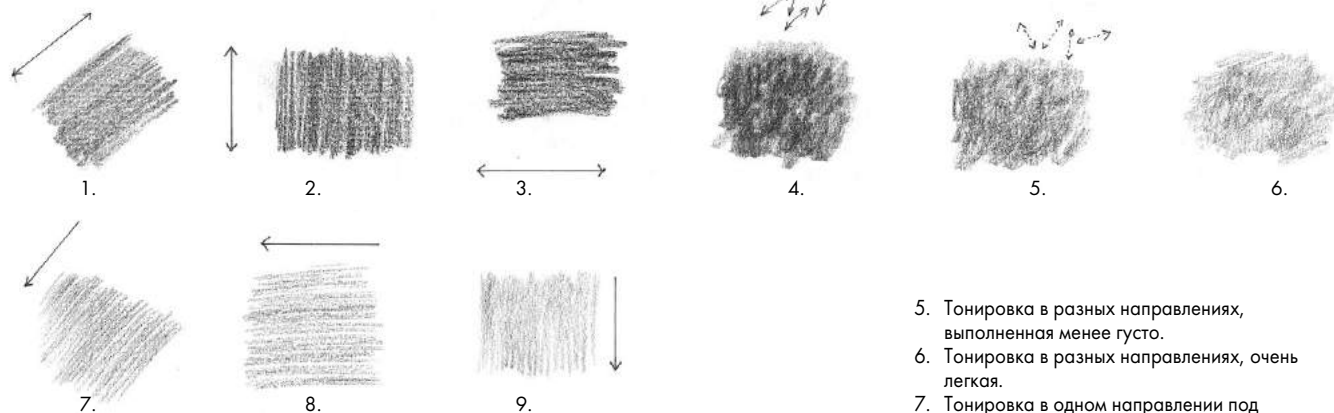 1. 2. 3. 4. 5. 6.
7. 8. 9.
5. Тонировка в разных направлениях,
выполненная менее густо.
6. Тонировка в разных направлениях, очень
легкая.
7. Тонировка в одном направлении под